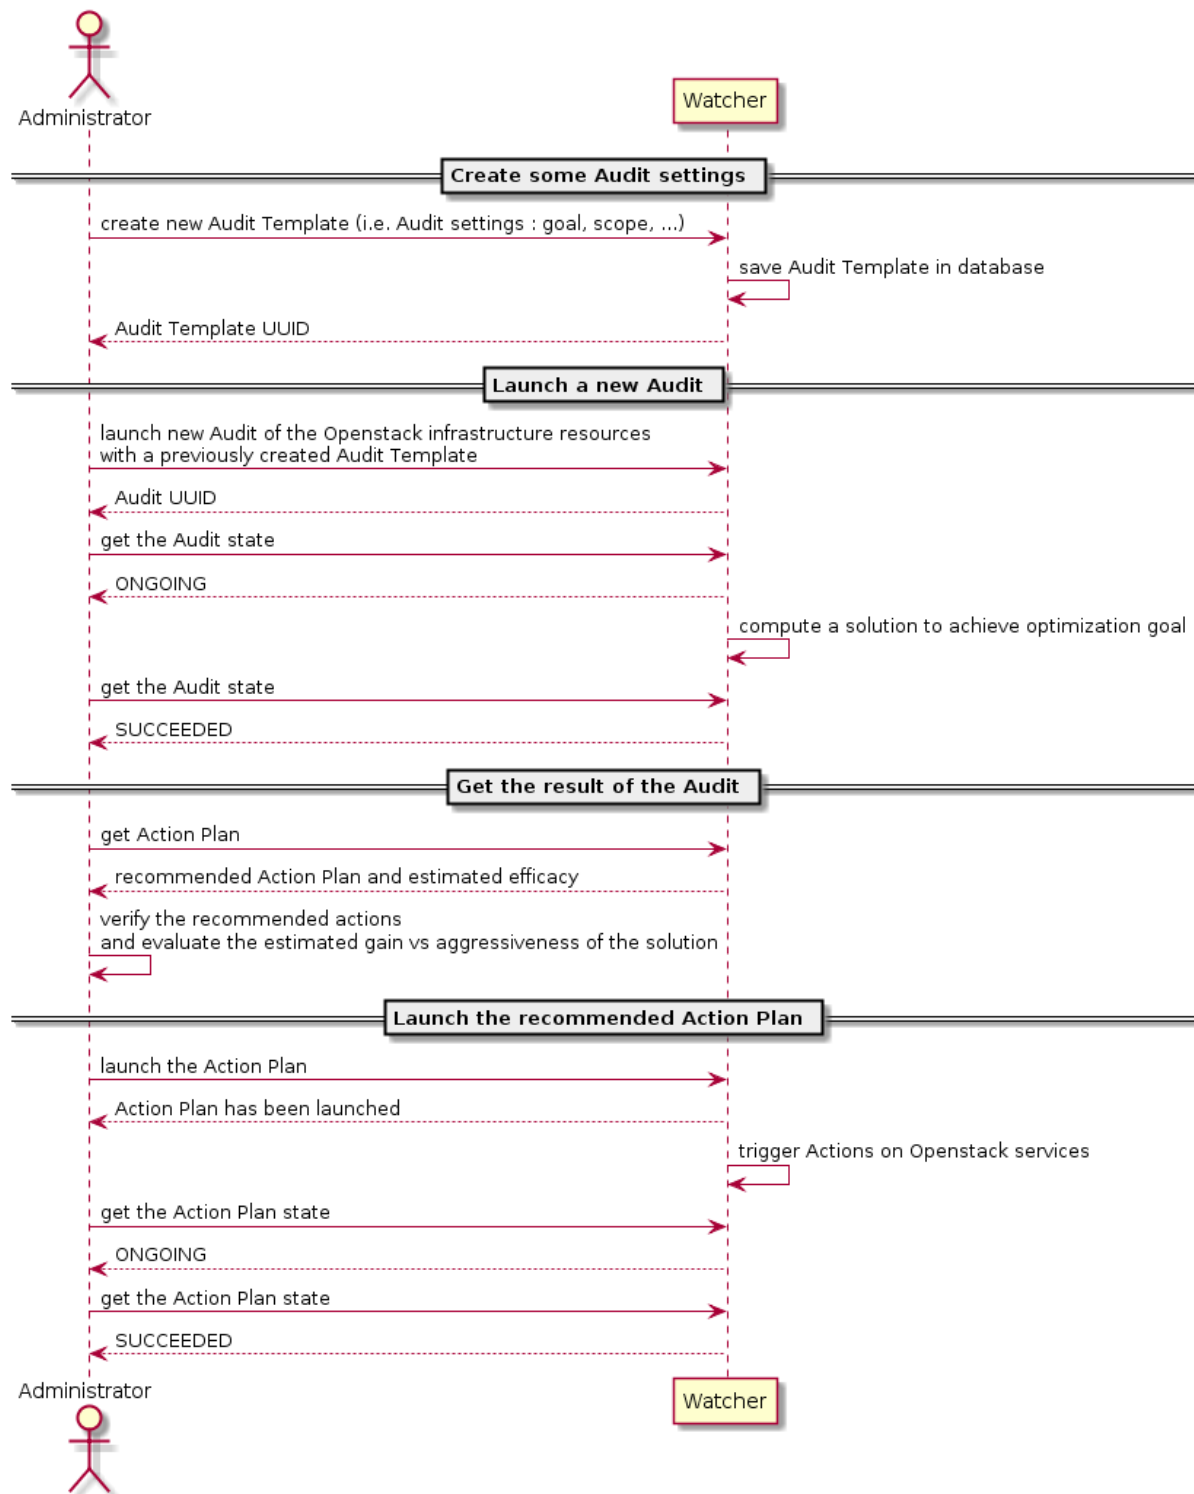 Administrator
Watcher
Create some Audit settings
create new Audit Template (i.e. Audit settings : goal, scope, ...)
save Audit Template in database
Audit Template UUID
Launch a new Audit
launch new Audit of the Openstack infrastructure resources
with a previously created Audit Template
Audit UUID
get the Audit state
ONGOING
compute a solution to achieve optimization goal
get the Audit state
SUCCEEDED
Get the result of the Audit
get Action Plan
recommended Action Plan and estimated efficacy
verify the recommended actions
and evaluate the estimated gain vs aggressiveness of the solution
Launch the recommended Action Plan
launch the Action Plan
Action Plan has been launched
trigger Actions on Openstack services
get the Action Plan state
ONGOING
get the Action Plan state
SUCCEEDED
Administrator
Watcher